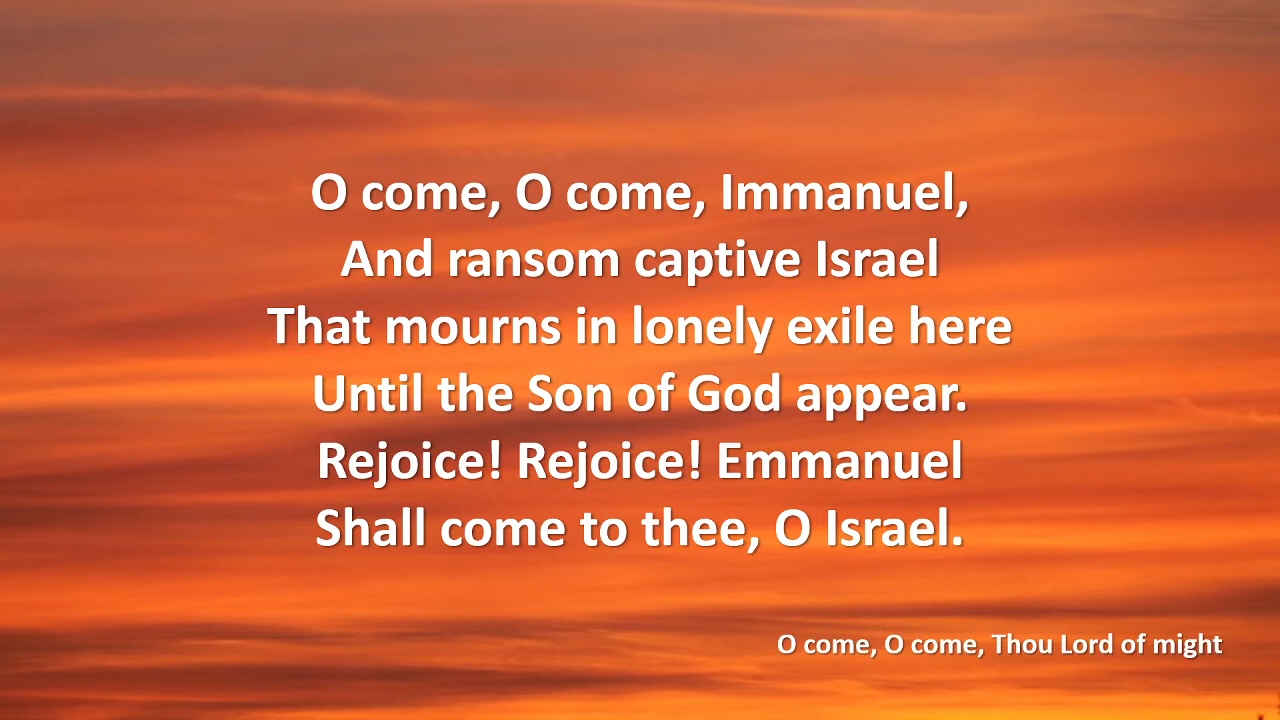 O come, O come, Immanuel,
And ransom captive Israel
That mourns in lonely exile here
Until the Son of God appear.
Rejoice! Rejoice! Emmanuel
Shall come to thee, O Israel.
O come, O come, Thou Lord of might